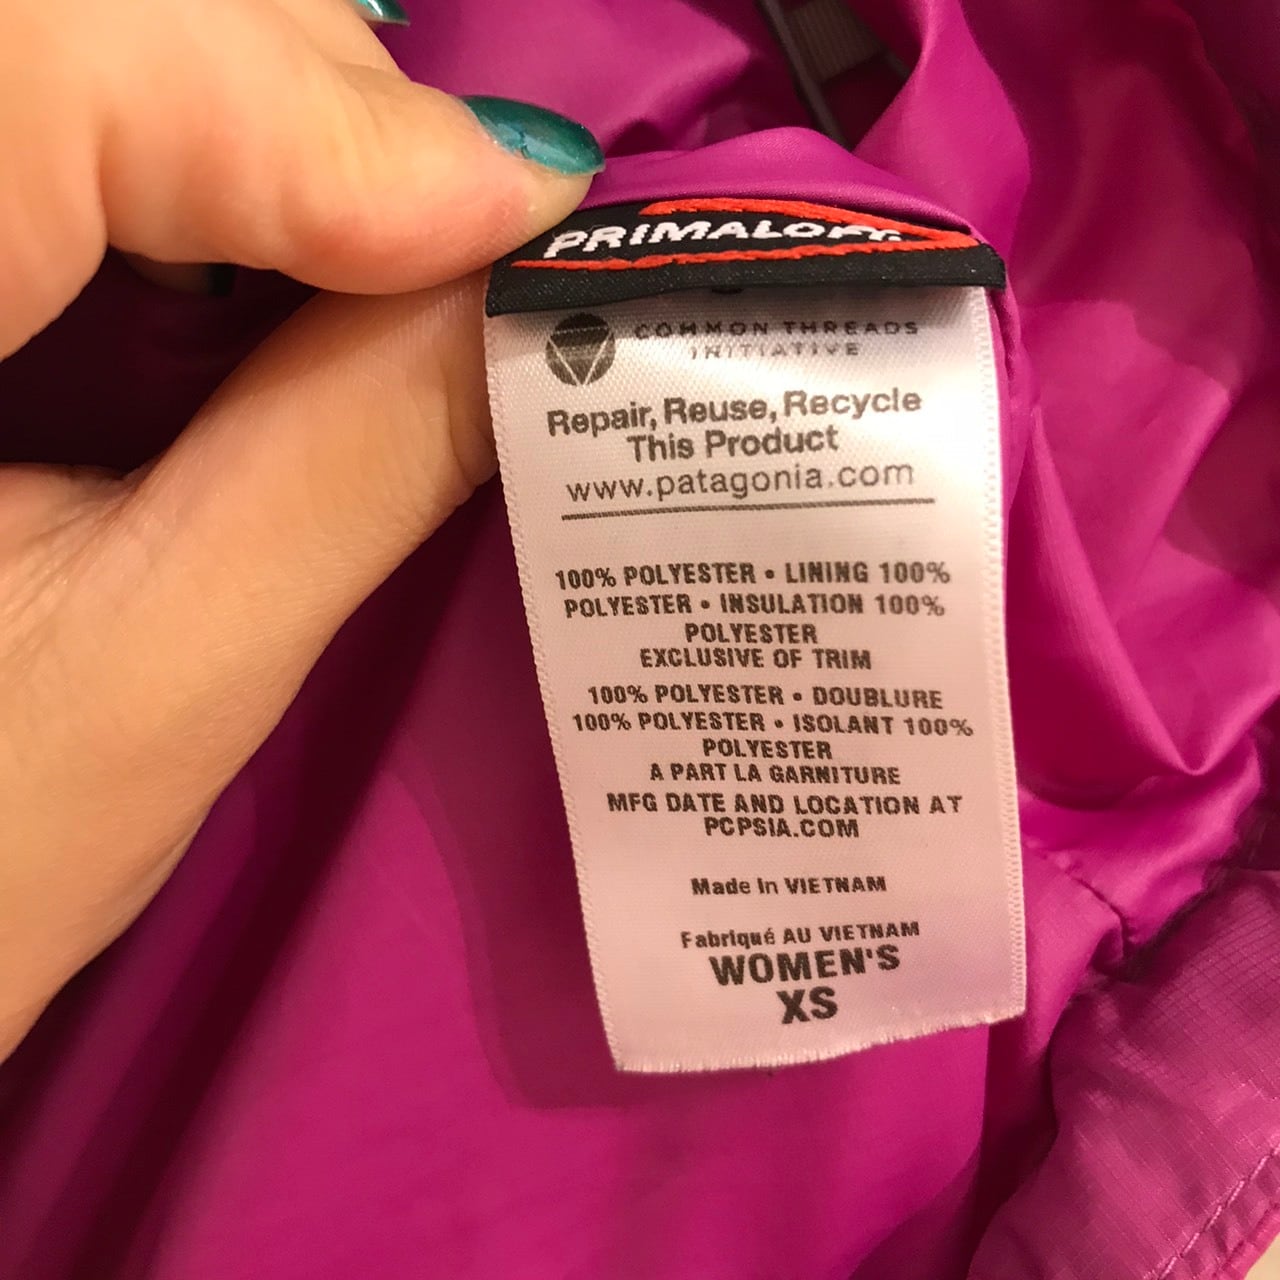 PRIMALOFT
COMMON THREADS
INITIATIVE
Repair, Reuse, Recycle
This Product
www.patagonia.com
100% POLYESTER • LINING 100%
POLYESTER • INSULATION 100%
POLYESTER
EXCLUSIVE OF TRIM
100% POLYESTER • DOUBLURE
100% POLYESTER • ISOLANT 100%
POLYESTER
A PART LA GARNITURE
MFG DATE AND LOCATION AT
PCPSIA.COM
Made In VIETNAM
Fabriqué AU VIETNAM
WOMEN'S
XS